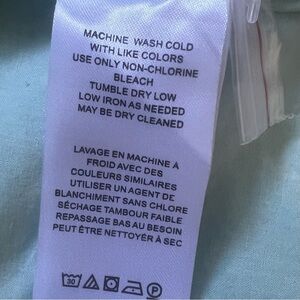 MACHINE WASH COLD
WITH LIKE COLORS
USE ONLY NON-CHLORINE
BLEACH
TUMBLE DRY LOW
LOW IRON AS NEEDED
MAY BE DRY CLEANED
LAVAGE EN MACHINE À
FROID AVEC DES
COULEURS SIMILAIRES
UTILISER UN AGENT DE
BLANCHIMENT SANS CHLORE
SÉCHAGE TAMBOUR FAIBLE
REPASSAGE BAS AU BESOIN
PEUT ÊTRE NETTOYER À SEC
30 P